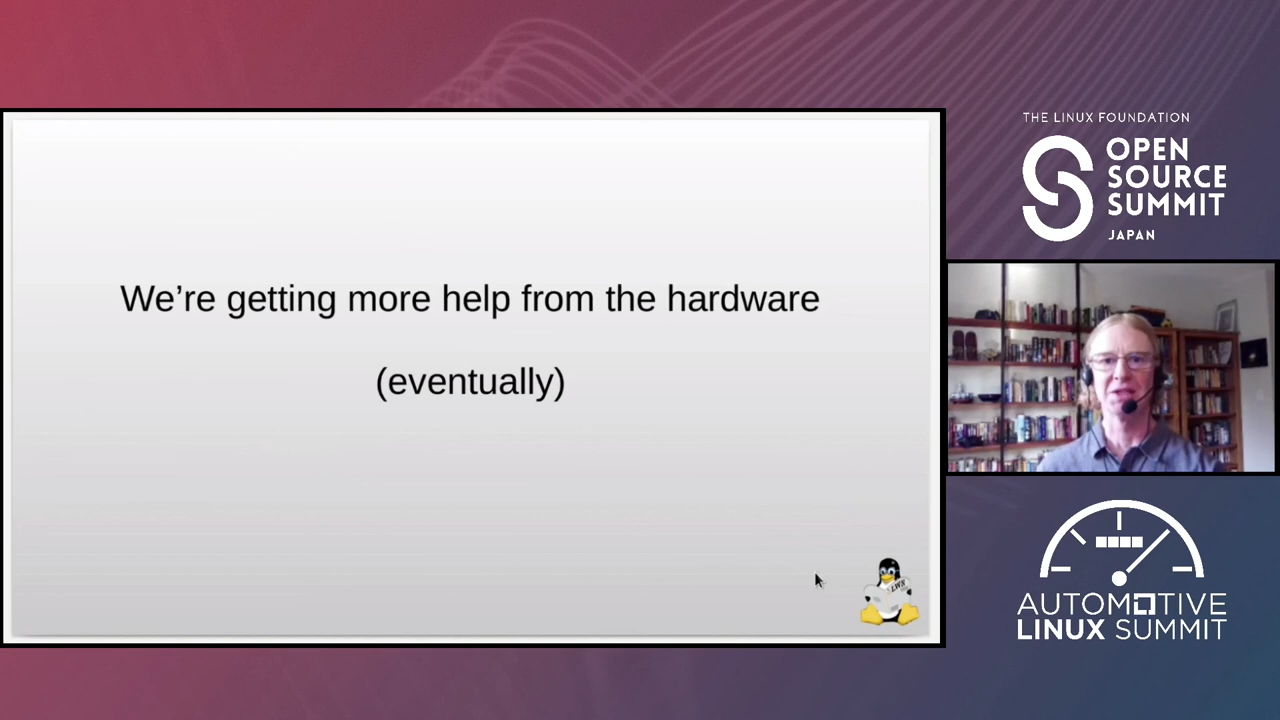 We’re getting more help from the hardware
(eventually)
LWN
THE LINUX FOUNDATION
OPEN
SOURCE
SUMMIT
JAPAN
AUTOMOTIVE
LINUX SUMMIT